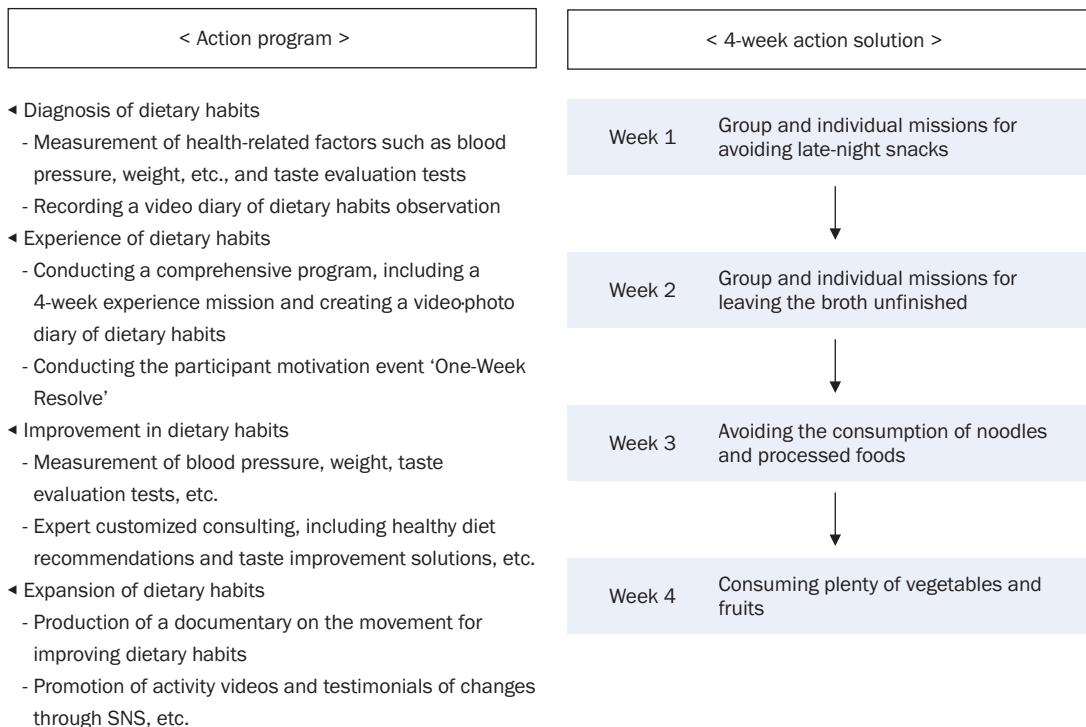 < Action program >
◂ Diagnosis of dietary habits
- Measurement of health-related factors such as blood
pressure, weight, etc., and taste evaluation tests
- Recording a video diary of dietary habits observation
◂ Experience of dietary habits
- Conducting a comprehensive program, including a
4-week experience mission and creating a video·photo
diary of dietary habits
- Conducting the participant motivation event ‘One-Week
Resolve’
◂ Improvement in dietary habits
- Measurement of blood pressure, weight, taste
evaluation tests, etc.
- Expert customized consulting, including healthy diet
recommendations and taste improvement solutions, etc.
◂ Expansion of dietary habits
- Production of a documentary on the movement for
improving dietary habits
- Promotion of activity videos and testimonials of changes
through SNS, etc.
< 4-week action solution >
Week 1
Group and individual missions for
avoiding late-night snacks
Week 2
Group and individual missions for
leaving the broth unfinished
Week 3
Avoiding the consumption of noodles
and processed foods
Week 4
Consuming plenty of vegetables and
fruits